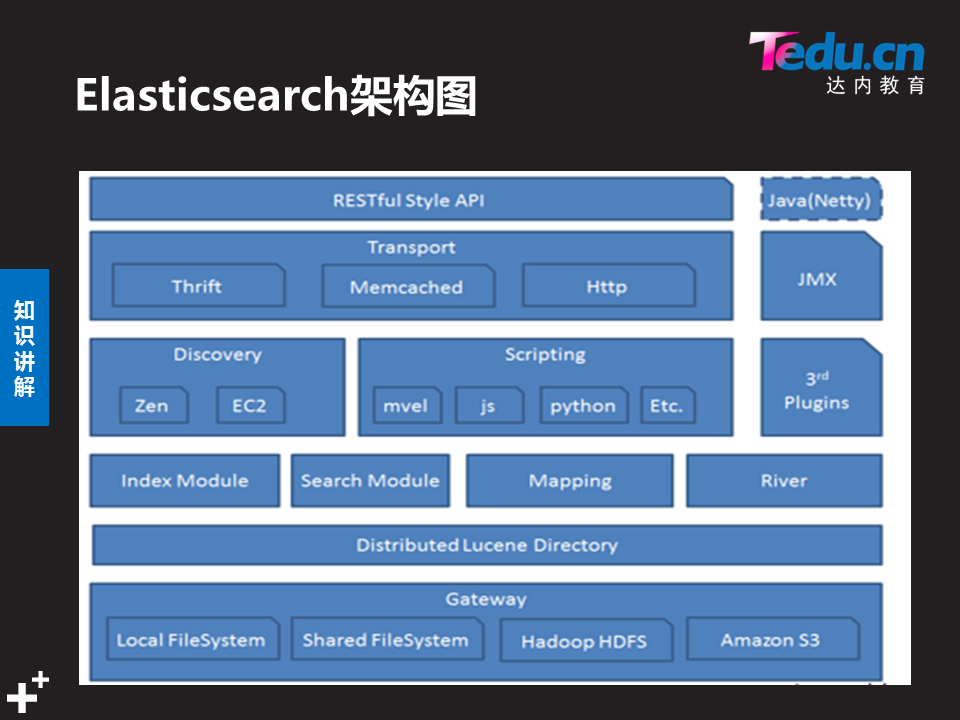 Tedu.cn
达内教育
Elasticsearch架构图
知识讲解
RESTful Style API
Java(Netty)
Transport
Thrift
Memcached
Http
JMX
Discovery
Zen
EC2
Scripting
mvel
js
python
Etc.
3rd
Plugins
Index Module
Search Module
Mapping
River
Distributed Lucene Directory
Gateway
Local FileSystem
Shared FileSystem
Hadoop HDFS
Amazon S3